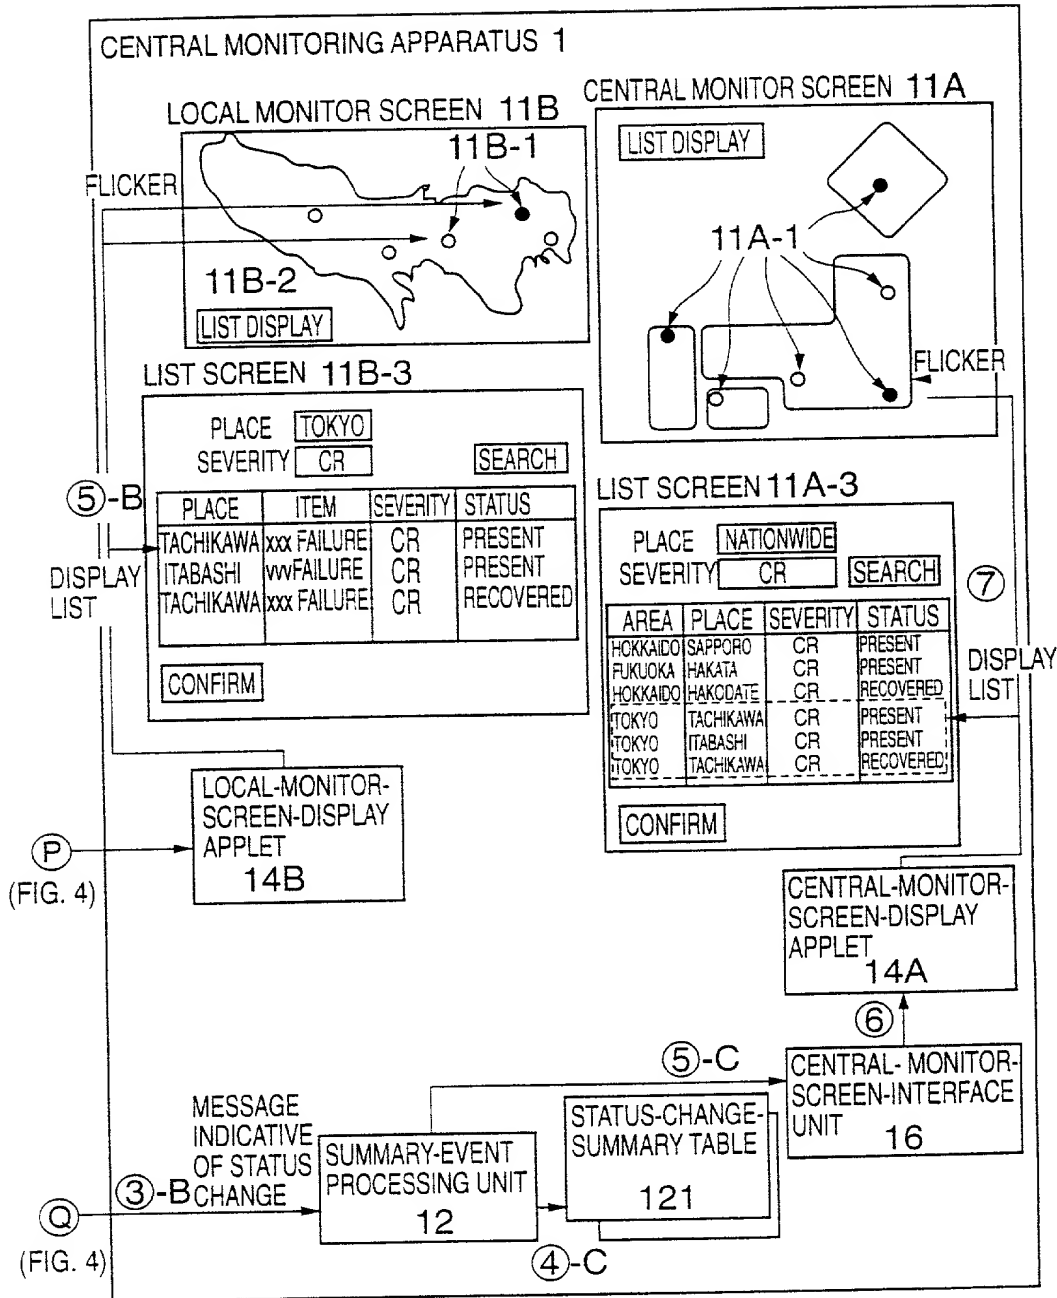 CENTRAL MONITORING APPARATUS 1
LOCAL MONITOR SCREEN 11B
11B-1
FLICKER
11B-2
LIST DISPLAY
CENTRAL MONITOR SCREEN 11A
LIST DISPLAY
11A-1
FLICKER
LIST SCREEN 11B-3
PLACE TOKYO
SEVERITY CR SEARCH
PLACE ITEM SEVERITY STATUS
TACHIKAWA xxx FAILURE CR PRESENT
ITABASHI vvvFAILURE CR PRESENT
TACHIKAWA xxx FAILURE CR RECOVERED
CONFIRM
⑤-B
DISPLAY
LIST
LIST SCREEN 11A-3
PLACE NATIONWIDE
SEVERITY CR SEARCH
AREA PLACE SEVERITY STATUS
HOKKAIDO SAPPORO CR PRESENT
FUKUOKA HAKATA CR PRESENT
HOKKAIDO HAKODATE CR RECOVERED
TOKYO TACHIKAWA CR PRESENT
TOKYO ITABASHI CR PRESENT
TOKYO TACHIKAWA CR RECOVERED
CONFIRM
⑦
DISPLAY
LIST
LOCAL-MONITOR-
SCREEN-DISPLAY
APPLET
14B
P
(FIG. 4)
CENTRAL-MONITOR-
SCREEN-DISPLAY
APPLET
14A
⑥
⑤-C
CENTRAL- MONITOR-
SCREEN-INTERFACE
UNIT
16
MESSAGE
INDICATIVE
OF STATUS
CHANGE
③-B
SUMMARY-EVENT
PROCESSING UNIT
12
STATUS-CHANGE-
SUMMARY TABLE
121
Q
(FIG. 4)
④-C